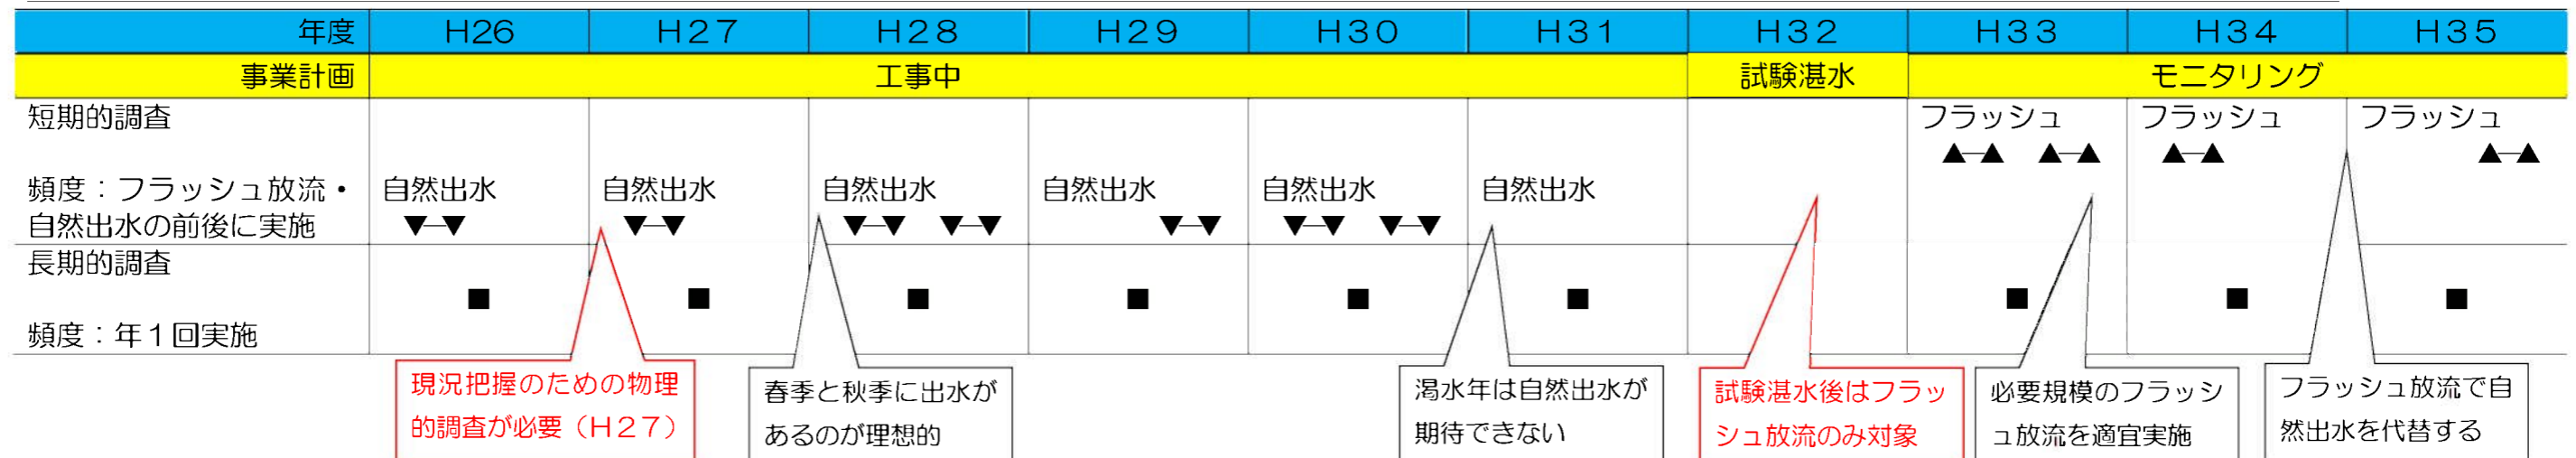 年度 H26 H27 H28 H29 H30 H31 H32 H33 H34 H35
事業計画 工事中 試験湛水 モニタリング
短期的調査 フラッシュ フラッシュ フラッシュ
▲—▲ ▲—▲ ▲—▲ ▲—▲
頻度：フラッシュ放流・ 自然出水 自然出水 自然出水 自然出水 自然出水 自然出水
自然出水の前後に実施 ▼—▼ ▼—▼ ▼—▼ ▼—▼ ▼—▼ ▼—▼ ▼—▼
長期的調査
■ ■ ■ ■ ■ ■ ■ ■ ■
頻度：年１回実施
現況把握のための物理
的調査が必要（H２７）
春季と秋季に出水が
あるのが理想的
渇水年は自然出水が
期待できない
試験湛水後はフラッ
シュ放流のみ対象
必要規模のフラッシ
ュ放流を適宜実施
フラッシュ放流で自
然出水を代替する